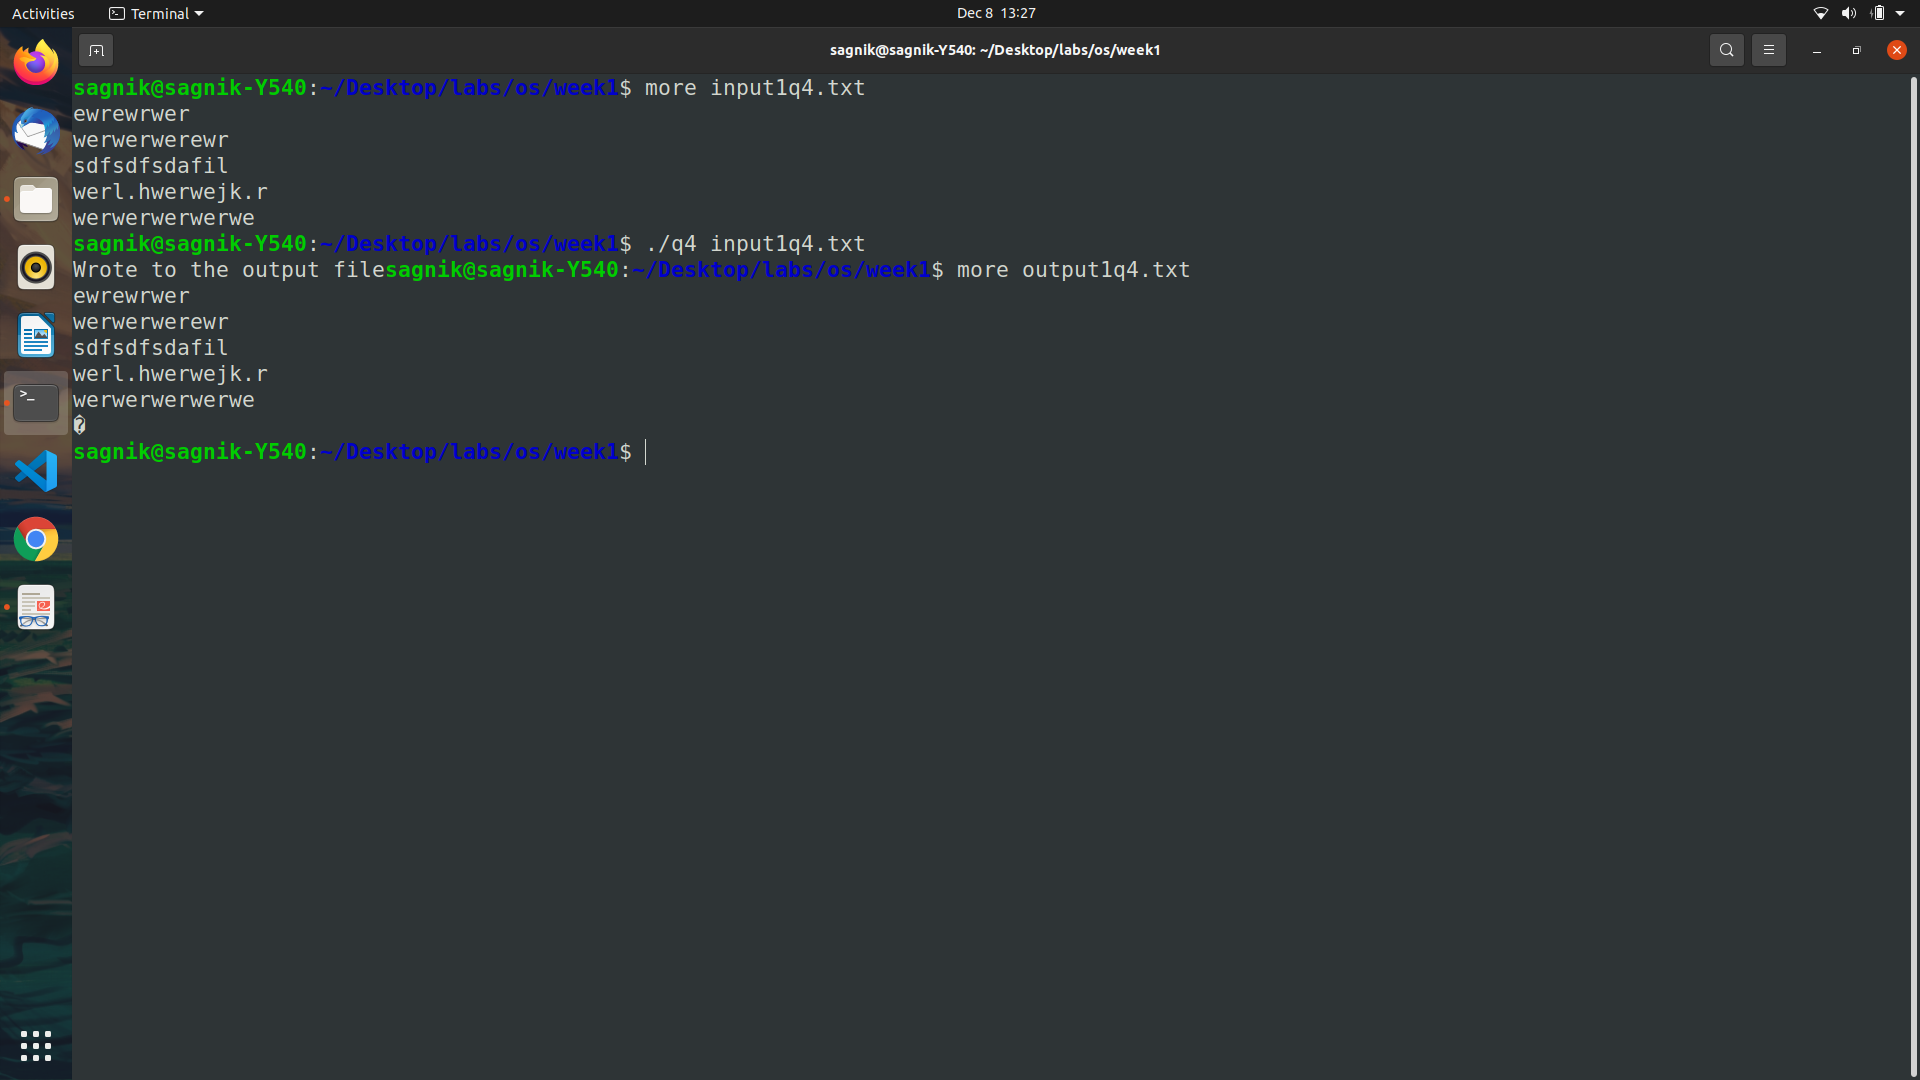 Activities Terminal Dec 8 13:27
sagnik@sagnik-Y540: ~/Desktop/labs/os/week1
sagnik@sagnik-Y540:~/Desktop/labs/os/week1$ more input1q4.txt
ewrewrwer
werwerwerewr
sdfsdfsdafil
werl.hwerwejk.r
werwerwerwerwe
sagnik@sagnik-Y540:~/Desktop/labs/os/week1$ ./q4 input1q4.txt
Wrote to the output filesagnik@sagnik-Y540:~/Desktop/labs/os/week1$ more output1q4.txt
ewrewrwer
werwerwerewr
sdfsdfsdafil
werl.hwerwejk.r
werwerwerwerwe
�
sagnik@sagnik-Y540:~/Desktop/labs/os/week1$